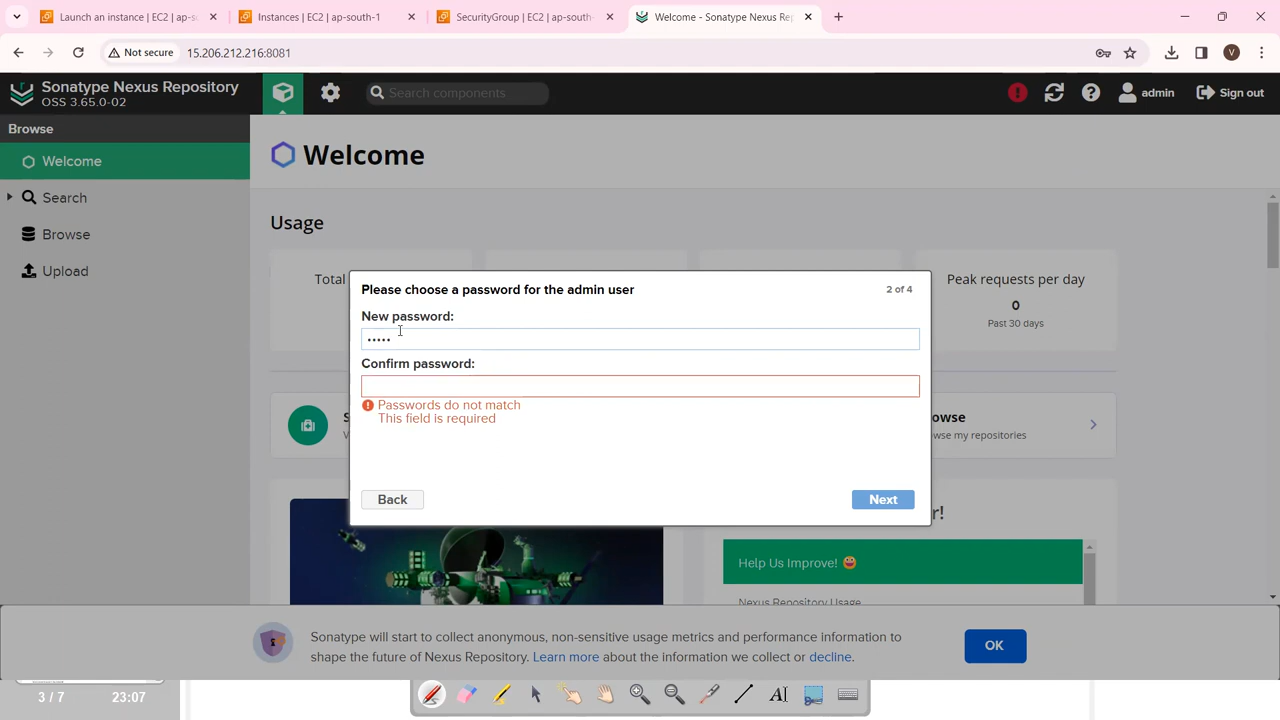 Launch an instance | EC2 | ap-so
Instances | EC2 | ap-south-1
SecurityGroup | EC2 | ap-south-
Welcome - Sonatype Nexus Rep
Not secure
15.206.212.216:8081
V
Sonatype Nexus Repository
OSS 3.65.0-02
Search components
admin
Sign out
Browse
Welcome
Search
Browse
Upload
Welcome
Usage
Total
Peak requests per day
0
Past 30 days
Please choose a password for the admin user
2 of 4
New password:
•••••
Confirm password:
Passwords do not match
This field is required
Back
Next
S
V
owse
owse my repositories
r!
Help Us Improve!
Nexus Repository Usage
Sonatype will start to collect anonymous, non-sensitive usage metrics and performance information to
shape the future of Nexus Repository. Learn more about the information we collect or decline.
OK
3 / 7
23:07